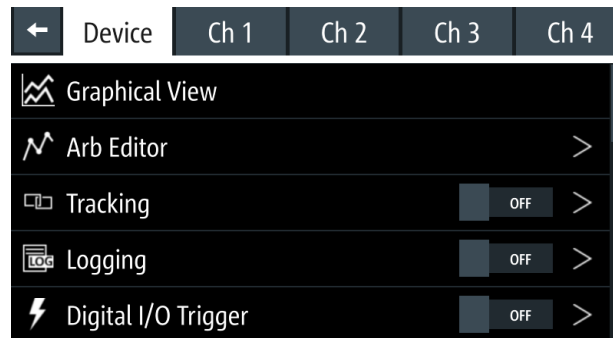 Device Ch 1 Ch 2 Ch 3 Ch 4
Graphical View
Arb Editor >
Tracking OFF >
LOG Logging OFF >
Digital I/O Trigger OFF >